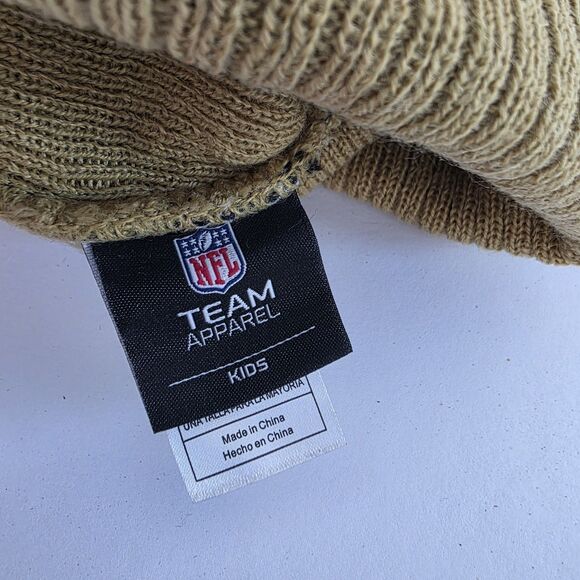 NFL
TEAM
APPAREL
KIDS
UNA TALLA PARA LA MAYORIA
Made in China
Hecho en China